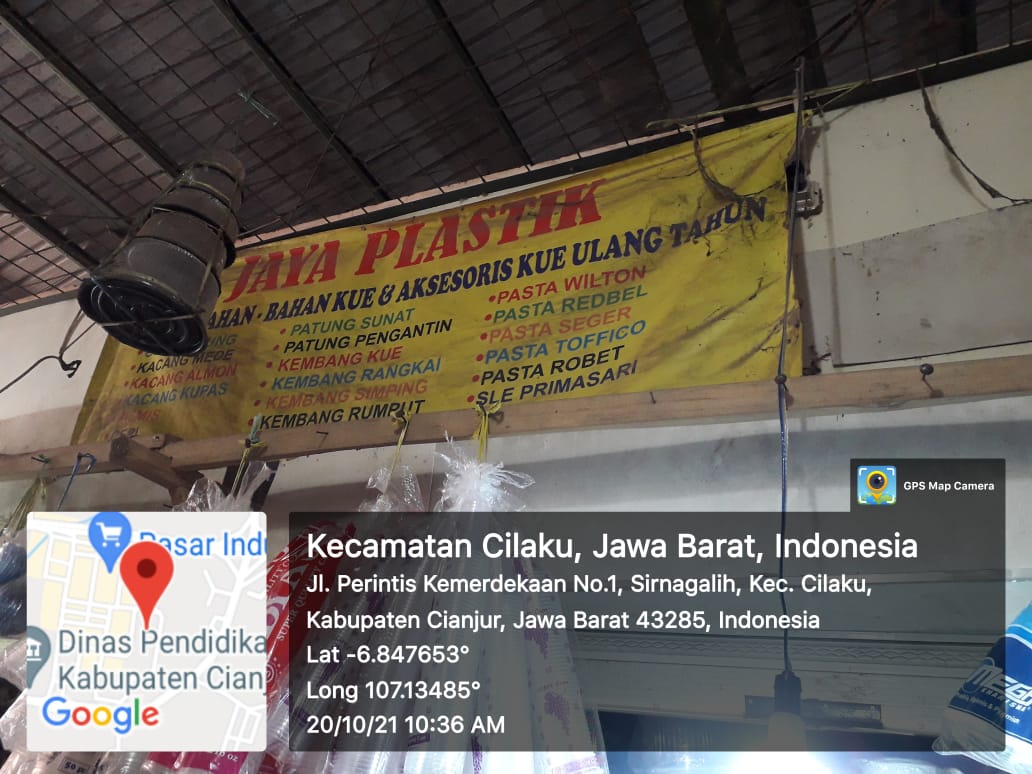 JAYA PLASTIK
BAHAN - BAHAN KUE & AKSESORIS KUE ULANG TAHUN
KACANG MEDE
• KACANG ALMON
KACANG KUPAS
• PATUNG SUNAT
• PATUNG PENGANTIN
• KEMBANG KUE
• KEMBANG RANGKAI
• KEMBANG SIMPING
• KEMBANG RUMPUT
• PASTA WILTON
• PASTA REDBEL
• PASTA SEGER
• PASTA TOFFICO
• PASTA ROBET
• SLE PRIMASARI
GPS Map Camera
Kecamatan Cilaku, Jawa Barat, Indonesia
Jl. Perintis Kemerdekaan No.1, Sirnagalih, Kec. Cilaku,
Kabupaten Cianjur, Jawa Barat 43285, Indonesia
Lat -6.847653°
Long 107.13485°
20/10/21 10:36 AM
Pasar Indu
Dinas Pendidika
Kabupaten Cianj
Google